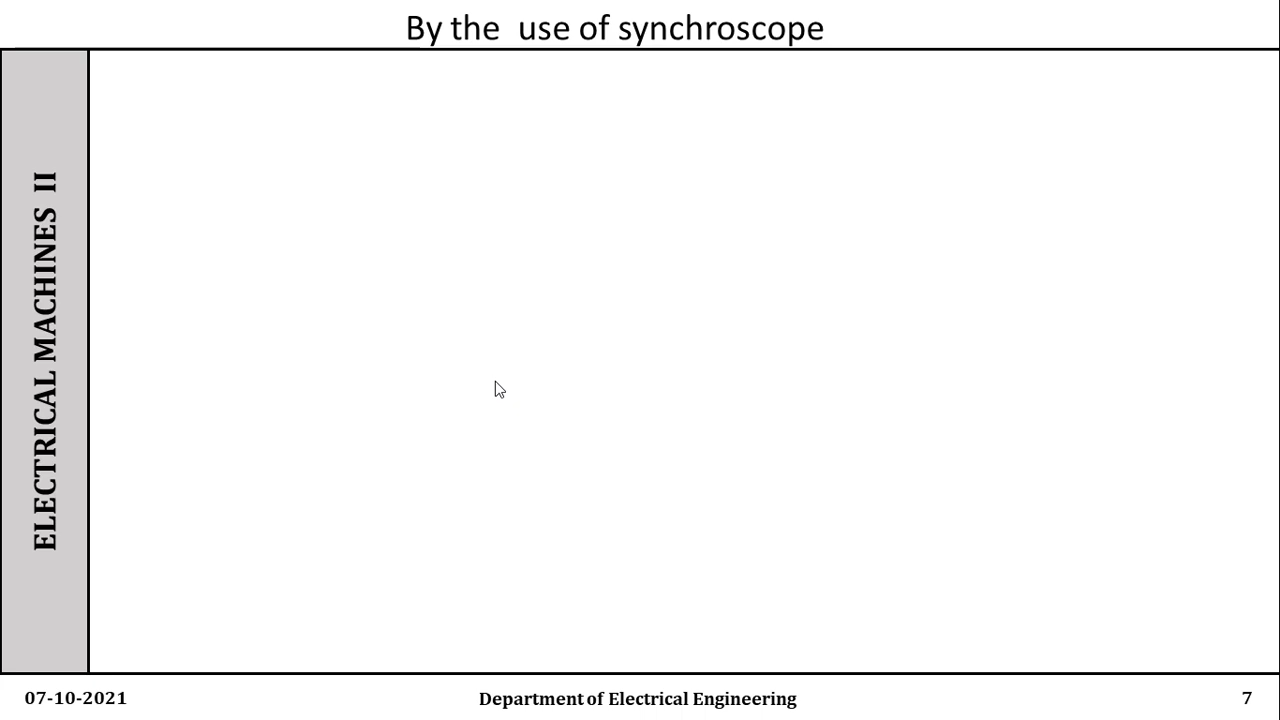 By the  use of synchroscope
ELECTRICAL MACHINES  II
07-10-2021
Department of Electrical Engineering
7